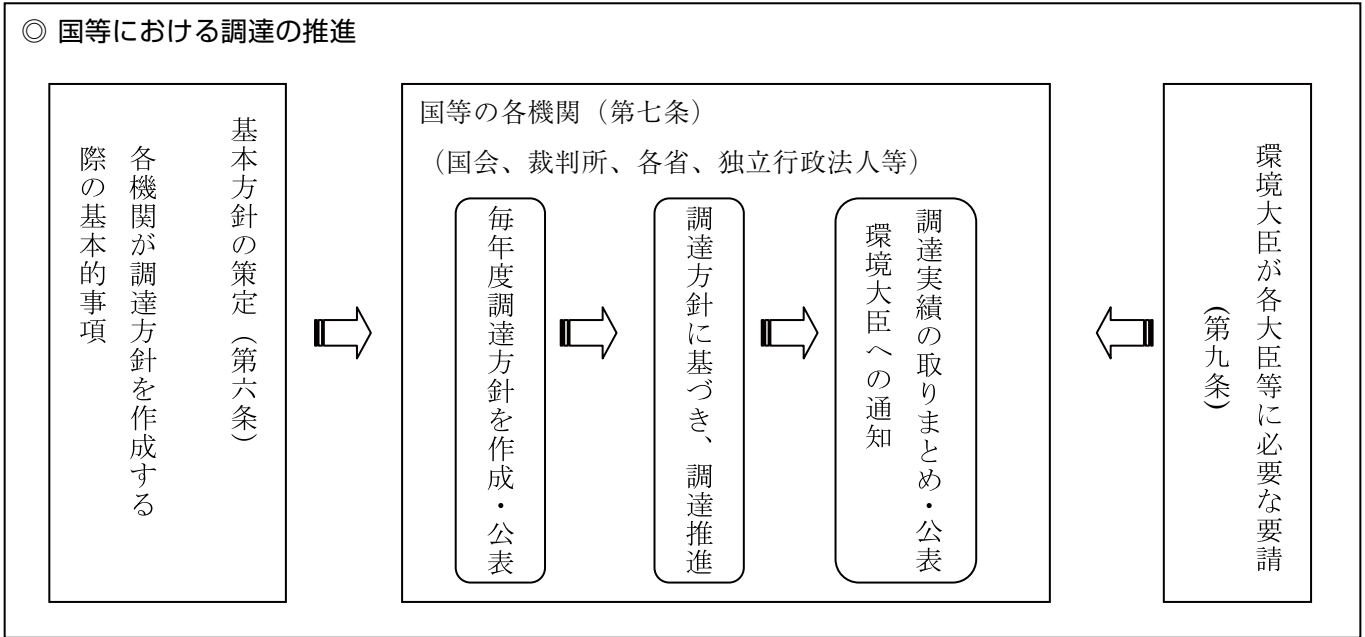 ◎ 国等における調達の推進
基本方針の策定（第六条）
各機関が調達方針を作成する
際の基本的事項
国等の各機関（第七条）
（国会、裁判所、各省、独立行政法人等）
毎年度調達方針を作成・公表
調達方針に基づき、調達推進
調達実績の取りまとめ・公表
環境大臣への通知
環境大臣が各大臣等に必要な要請
（第九条）